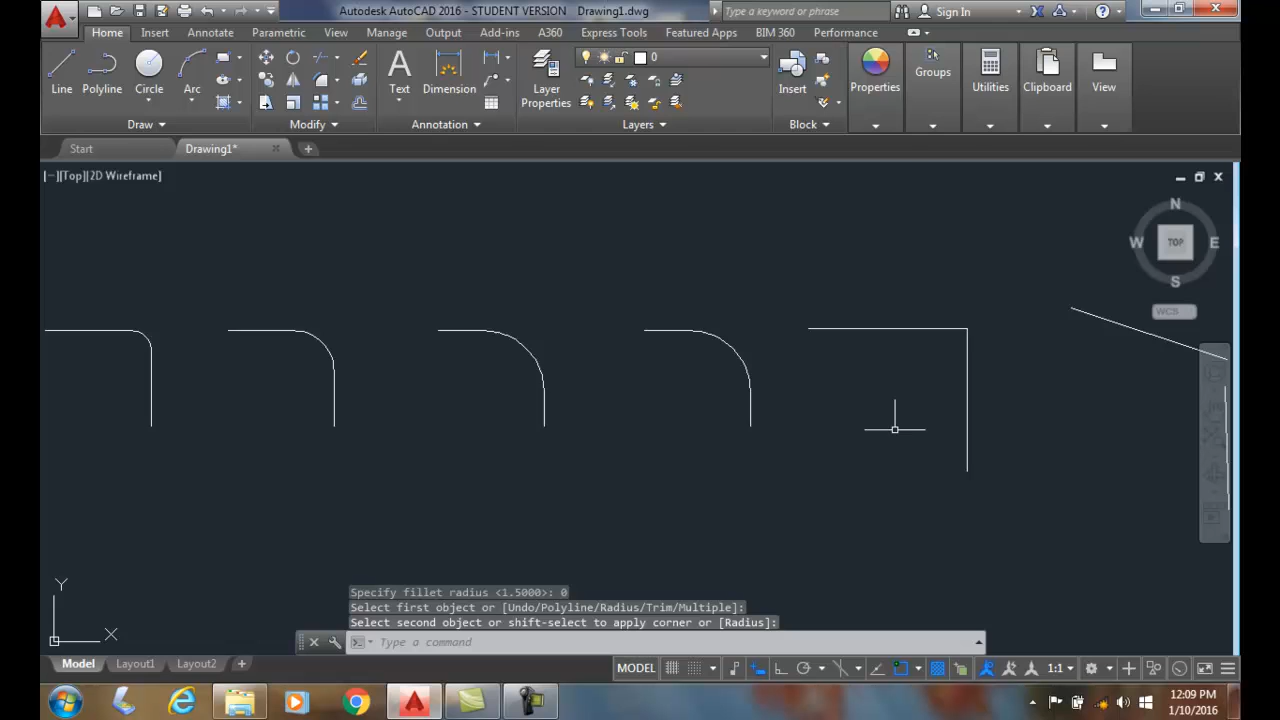 Autodesk AutoCAD 2016 - STUDENT VERSION Drawing1.dwg
Type a keyword or phrase
Sign In
Home Insert Annotate Parametric View Manage Output Add-ins A360 Express Tools Featured Apps BIM 360 Performance
Line Polyline Circle Arc
Text Dimension
Layer Properties
0
Insert
Properties Groups Utilities Clipboard View
Draw Modify Annotation Layers Block
Start Drawing1*
[−][Top][2D Wireframe]
N
W TOP E
S
WCS
Y
X
Specify fillet radius <1.5000>: 0
Select first object or [Undo/Polyline/Radius/Trim/Multiple]:
Select second object or shift-select to apply corner or [Radius]:
Type a command
Model Layout1 Layout2
MODEL 1:1
12:09 PM
1/10/2016